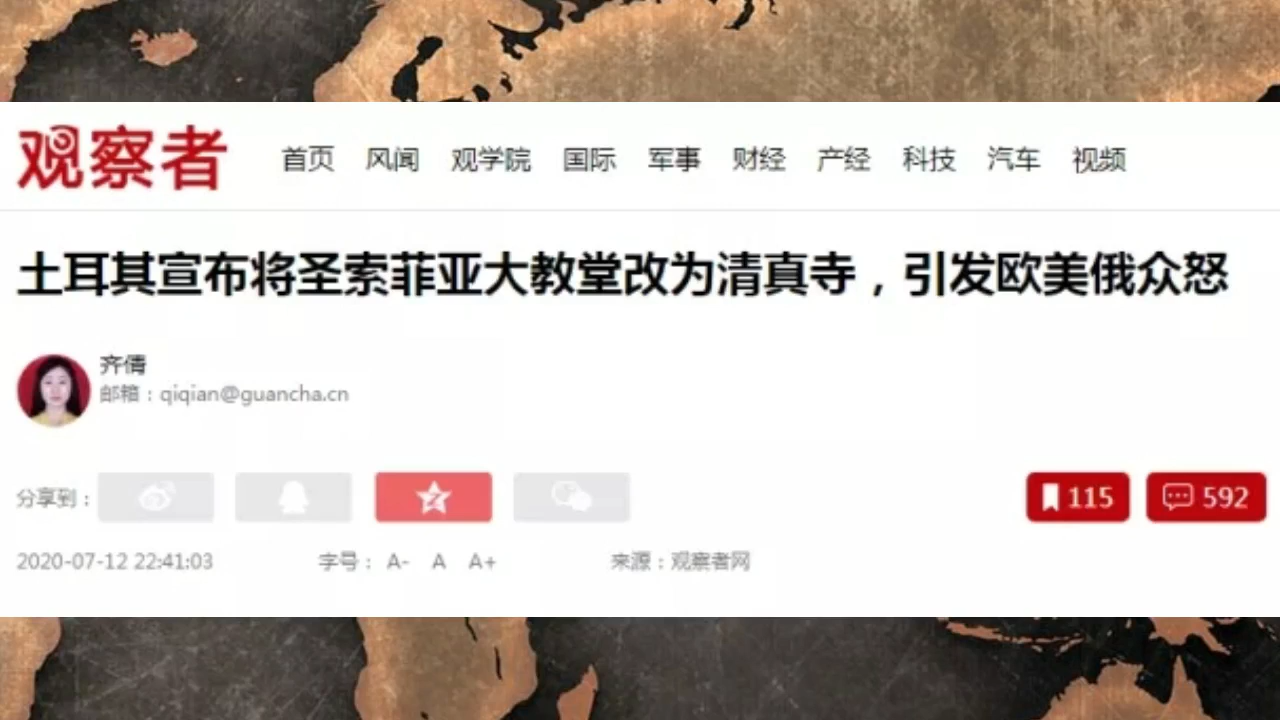 观察者 首页 风闻 观学院 国际 军事 财经 产经 科技 汽车 视频
土耳其宣布将圣索菲亚大教堂改为清真寺，引发欧美俄众怒
齐倩
邮箱：qiqian@guancha.cn
分享到： 115 592
2020-07-12 22:41:03 字号： A- A A+ 来源：观察者网